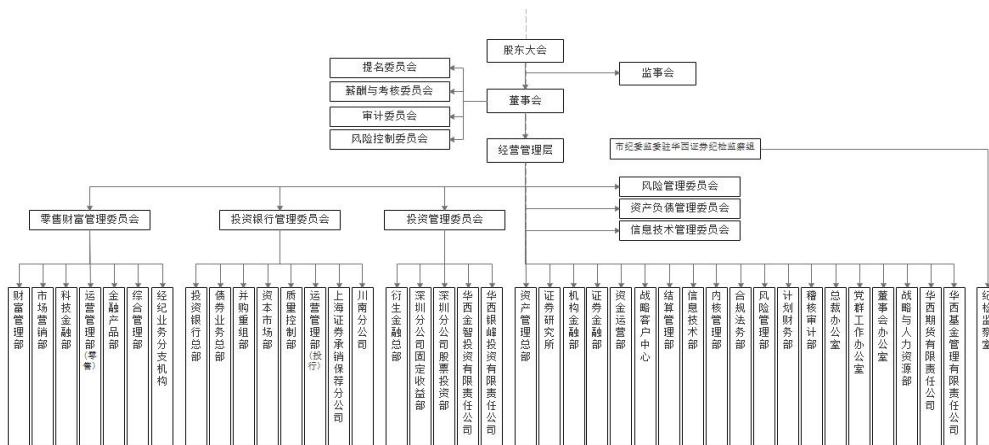 股东大会
监事会
提名委员会
薪酬与考核委员会
董事会
审计委员会
风险控制委员会
经营管理层
市纪委监委驻华西证券纪检监察组
风险管理委员会
资产负债管理委员会
信息技术管理委员会
零售财富管理委员会
投资银行管理委员会
投资管理委员会
财富管理部
市场营销部
科技金融部
运营管理部(零售)
金融产品部
综合管理部
经纪业务分支机构
投资银行总部
债券业务总部
并购重组部
资本市场部
质量控制部
运营管理部(投行)
上海证券承销保荐分公司
川南分公司
衍生金融总部
深圳分公司固定收益部
深圳分公司股票投资部
华西金智投资有限责任公司
华西银峰投资有限责任公司
资产管理总部
证券研究所
机构金融部
证券金融部
资金运营部
战略客户中心
结算管理部
信息技术部
内核管理部
合规法务部
风险管理部
计划财务部
稽核审计部
总裁办公室
党群工作办公室
董事会办公室
战略与人力资源部
华西期货有限责任公司
华西基金管理有限责任公司
纪检监察室